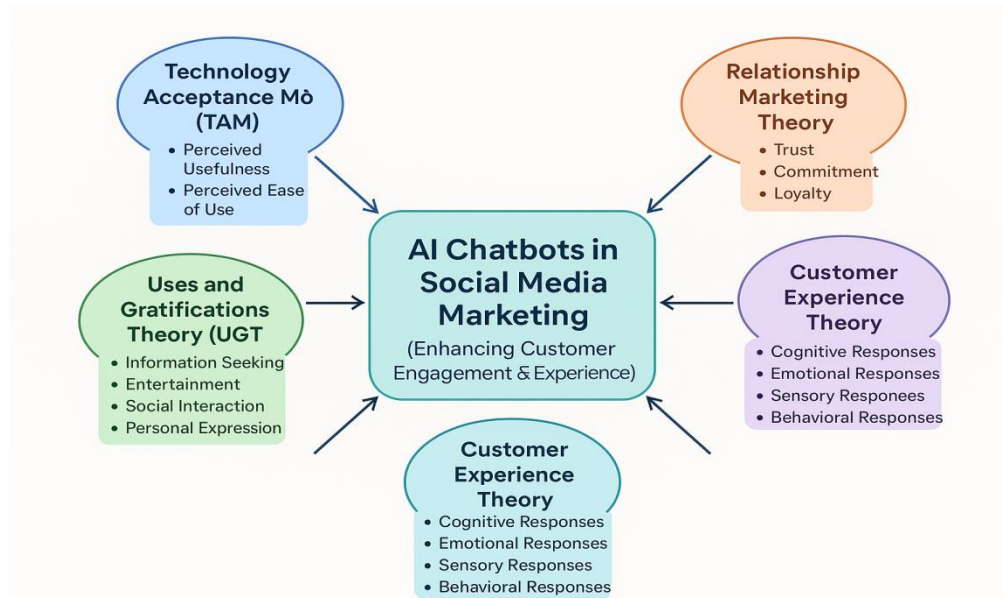 Technology
Acceptance Mò
(TAM)
• Perceived
Usefulness
• Perceived Ease
of Use
Relationship
Marketing
Theory
• Trust
• Commitment
• Loyalty
AI Chatbots in
Social Media
Marketing
(Enhancing Customer
Engagement & Experience)
Uses and
Gratifications
Theory (UGT
• Information Seeking
• Entertainment
• Social Interaction
• Personal Expression
Customer
Experience
Theory
• Cognitive Responses
• Emotional Responses
• Sensory Responees
• Behavioral Responses
Customer
Experience
Theory
• Cognitive Responses
• Emotional Responses
• Sensory Responses
• Behavioral Responses